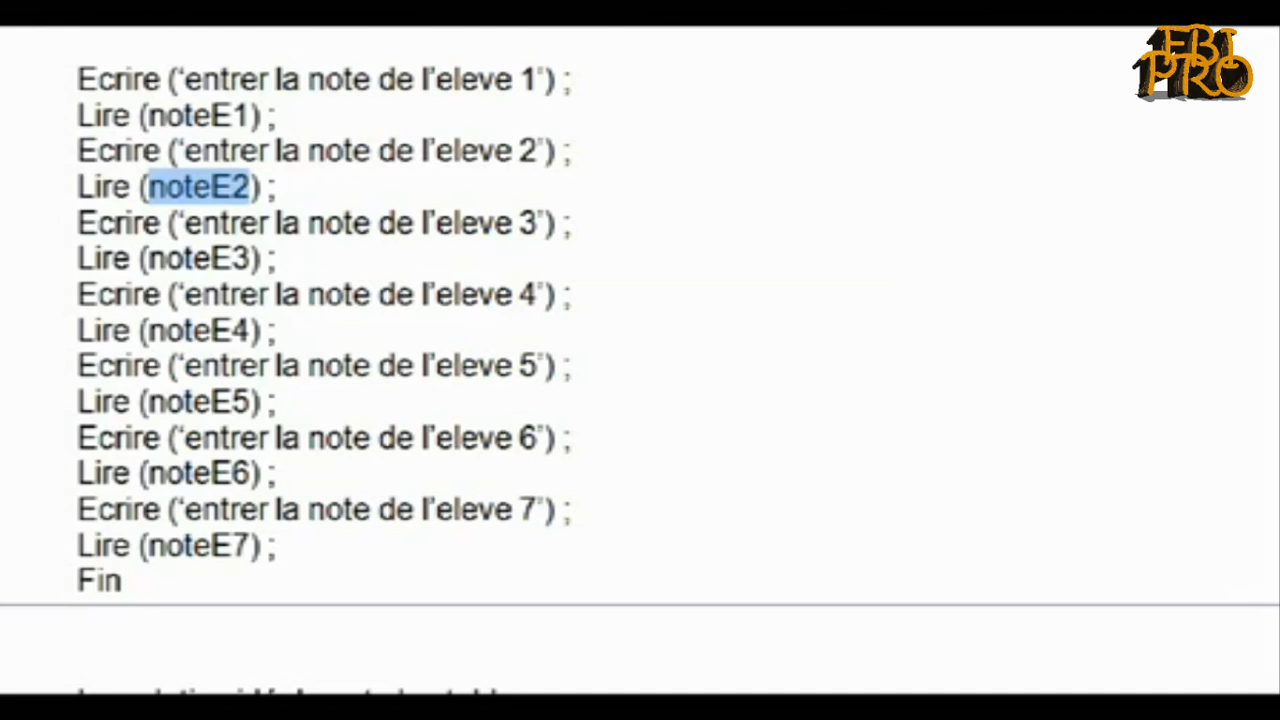 FBI
PRO
Ecrire (‘entrer la note de l’eleve 1’) ;
Lire (noteE1) ;
Ecrire (‘entrer la note de l’eleve 2’) ;
Lire (noteE2) ;
Ecrire (‘entrer la note de l’eleve 3’) ;
Lire (noteE3) ;
Ecrire (‘entrer la note de l’eleve 4’) ;
Lire (noteE4) ;
Ecrire (‘entrer la note de l’eleve 5’) ;
Lire (noteE5) ;
Ecrire (‘entrer la note de l’eleve 6’) ;
Lire (noteE6) ;
Ecrire (‘entrer la note de l’eleve 7’) ;
Lire (noteE7) ;
Fin